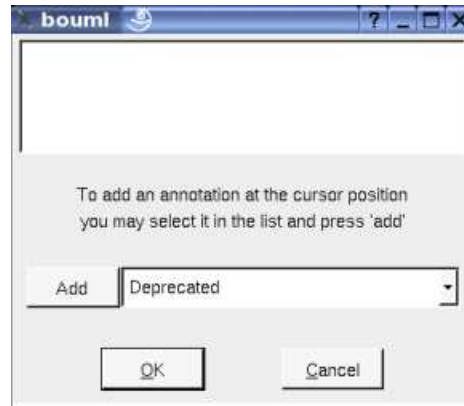 bouml
To add an annotation at the cursor position
you may select it in the list and press 'add'
Add Deprecated
OK Cancel